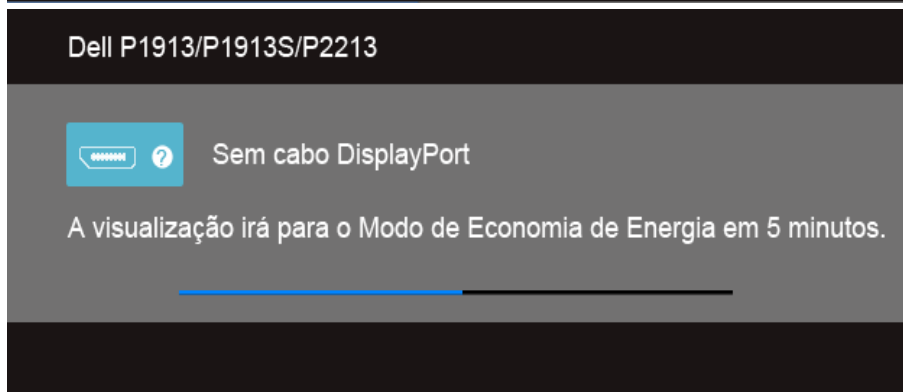 Dell P1913/P1913S/P2213
Sem cabo DisplayPort
A visualização irá para o Modo de Economia de Energia em 5 minutos.